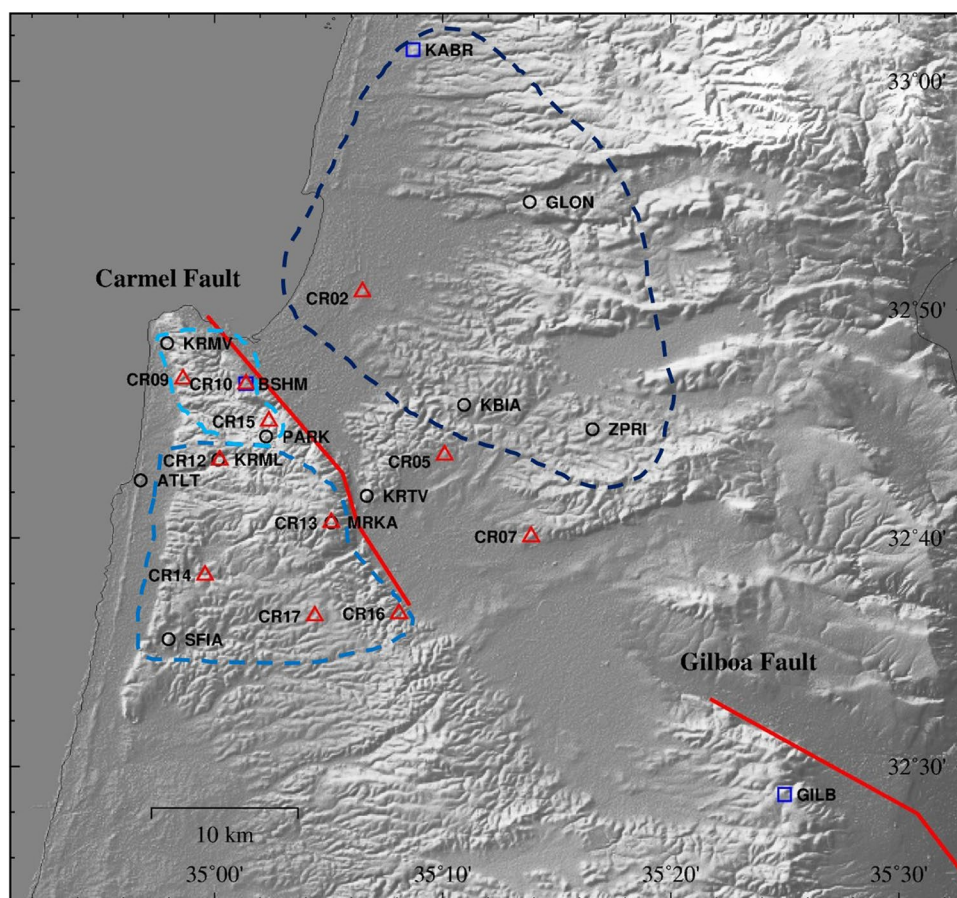 KABR
33°00'
GLON
Carmel Fault
CR02
32°50'
KRMV
CR09
CR10
BSHM
KBIA
CR15
PARK
ZPRI
CR12
KRML
CR05
ATLT
KRTV
CR13
MRKA
CR07
32°40'
CR14
CR17
CR16
SFIA
Gilboa Fault
32°30'
GILB
10 km
35°00'
35°10'
35°20'
35°30'